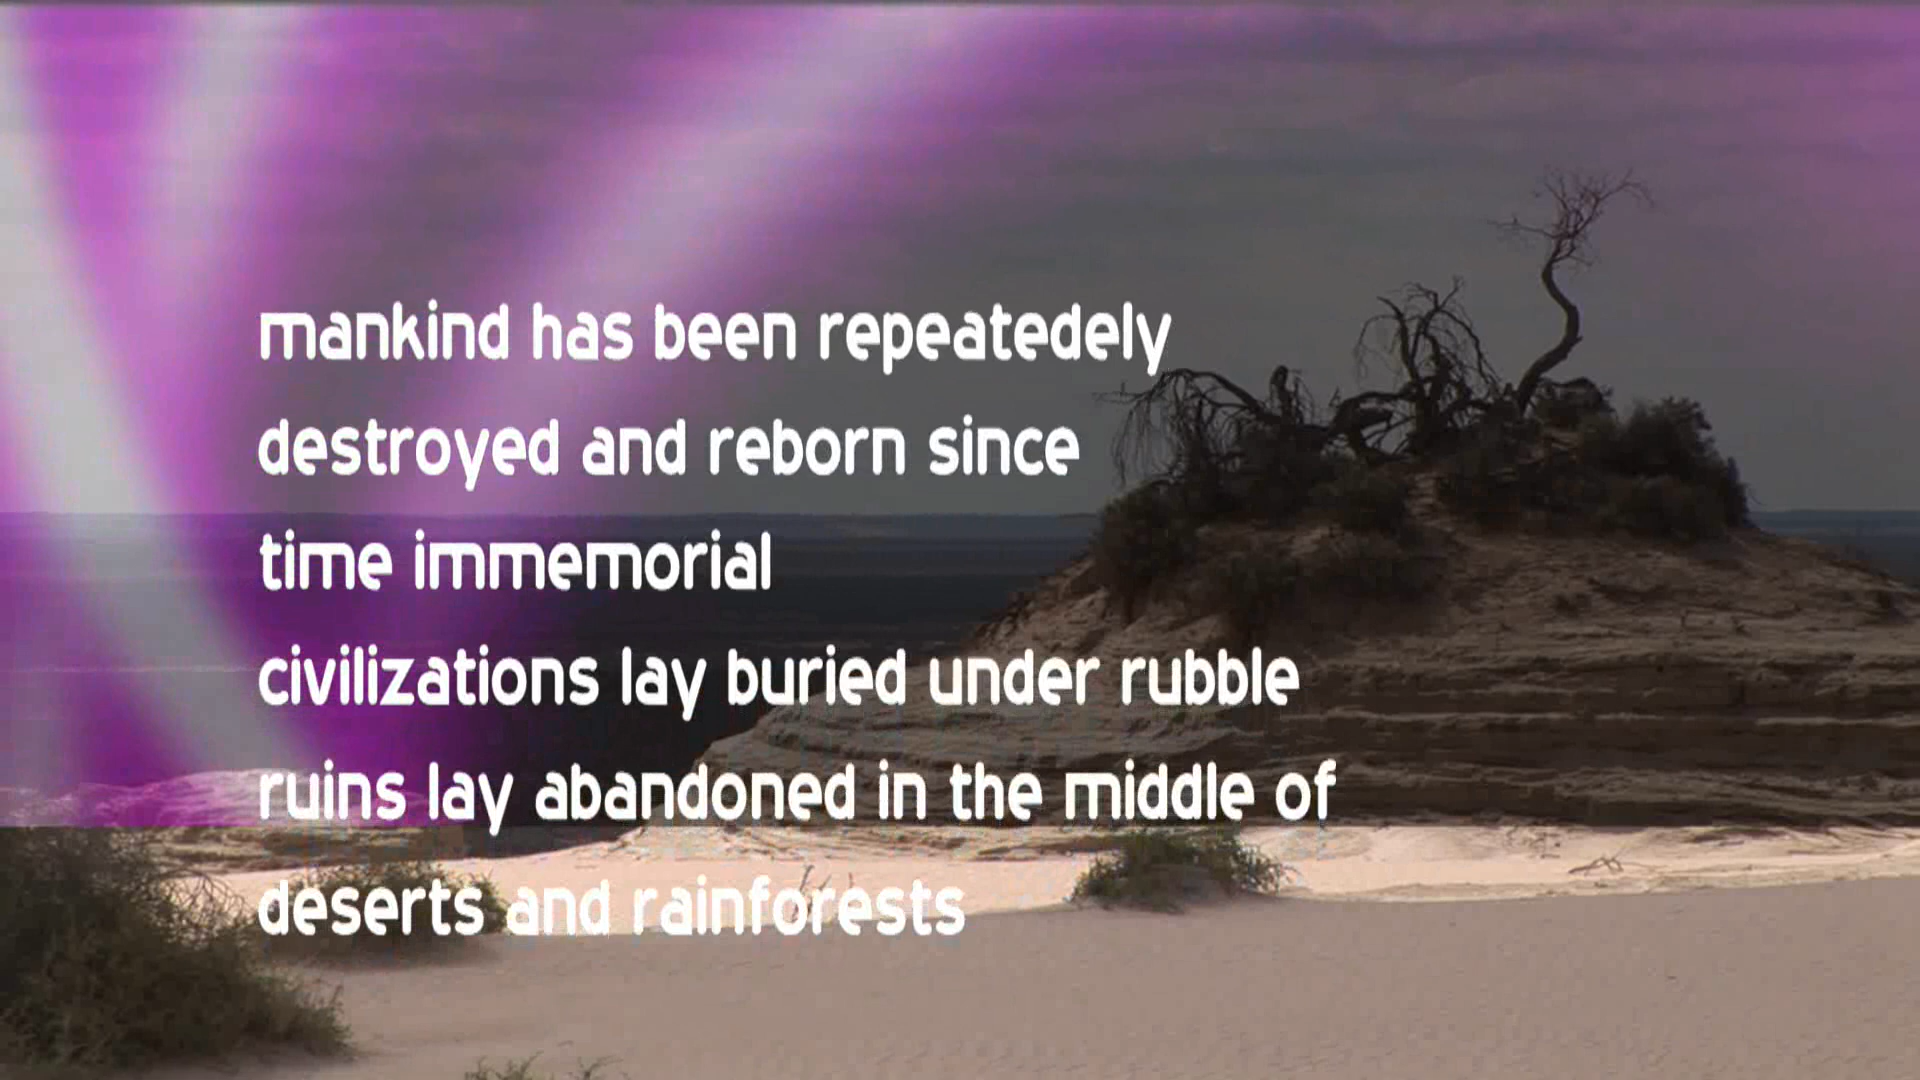 mankind has been repeatedely
destroyed and reborn since
time immemorial
civilizations lay buried under rubble
ruins lay abandoned in the middle of
deserts and rainforests